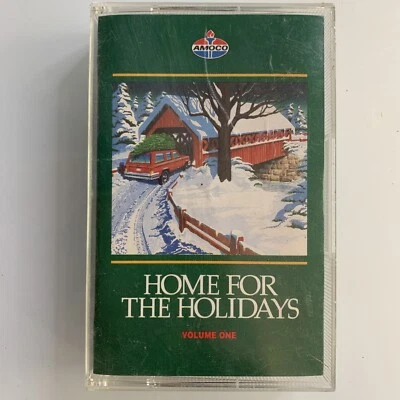 AMOCO
HOME FOR
THE HOLIDAYS
VOLUME ONE